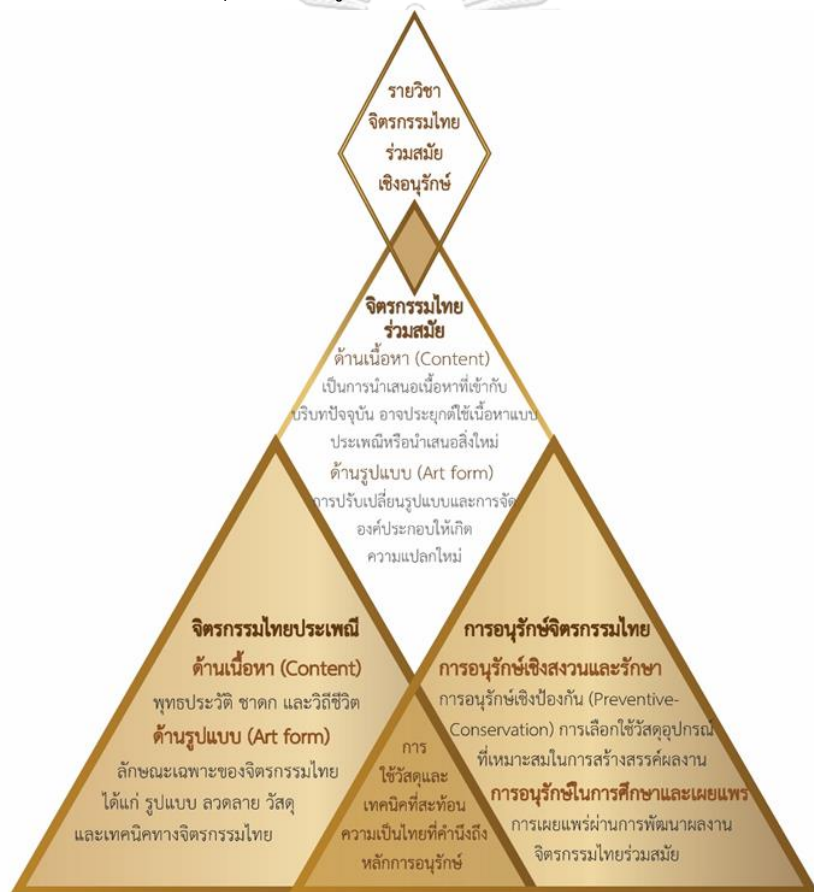 รายวิชา
จิตรกรรมไทย
ร่วมสมัย
เชิงอนุรักษ์
จิตรกรรมไทย
ร่วมสมัย
ด้านเนื้อหา (Content)
เป็นการนำเสนอเนื้อหาที่เข้ากับ
บริบทปัจจุบัน อาจประยุกต์ใช้เนื้อหาแบบ
ประเพณีหรือนำเสนอสิ่งใหม่
ด้านรูปแบบ (Art form)
การปรับเปลี่ยนรูปแบบและการจัด
องค์ประกอบให้เกิด
ความแปลกใหม่
จิตรกรรมไทยประเพณี
ด้านเนื้อหา (Content)
พุทธประวัติ ชาดก และวิถีชีวิต
ด้านรูปแบบ (Art form)
ลักษณะเฉพาะของจิตรกรรมไทย
ได้แก่ รูปแบบ ลวดลาย วัสดุ
และเทคนิคทางจิตรกรรมไทย
การ
ใช้วัสดุและ
เทคนิคที่สะท้อน
ความเป็นไทยที่คำนึงถึง
หลักการอนุรักษ์
การอนุรักษ์จิตรกรรมไทย
การอนุรักษ์เชิงสงวนและรักษา
การอนุรักษ์เชิงป้องกัน (Preventive-
Conservation) การเลือกใช้วัสดุอุปกรณ์
ที่เหมาะสมในการสร้างสรรค์ผลงาน
การอนุรักษ์ในการศึกษาและเผยแพร่
การเผยแพร่ผ่านการพัฒนาผลงาน
จิตรกรรมไทยร่วมสมัย